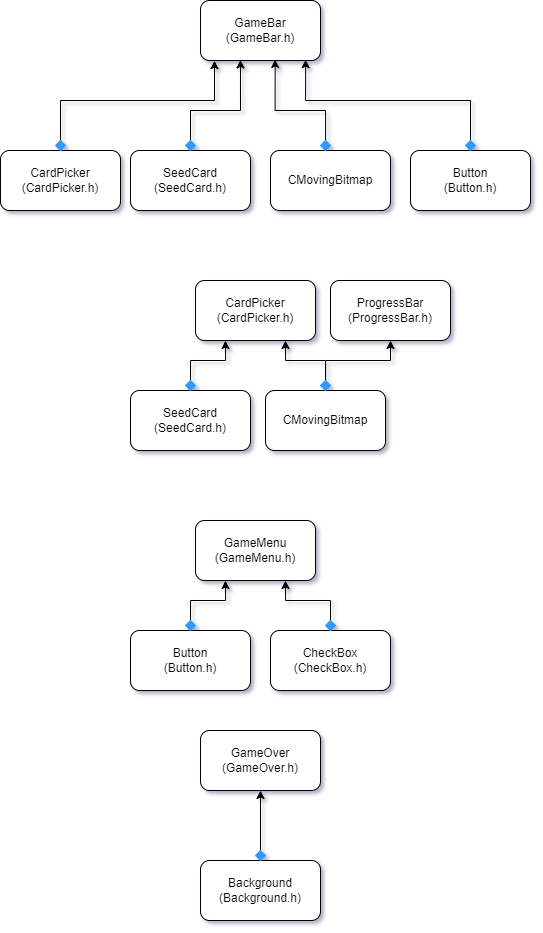 GameBar
(GameBar.h)
CardPicker
(CardPicker.h)
SeedCard
(SeedCard.h)
CMovingBitmap
Button
(Button.h)
CardPicker
(CardPicker.h)
ProgressBar
(ProgressBar.h)
SeedCard
(SeedCard.h)
CMovingBitmap
GameMenu
(GameMenu.h)
Button
(Button.h)
CheckBox
(CheckBox.h)
GameOver
(GameOver.h)
Background
(Background.h)